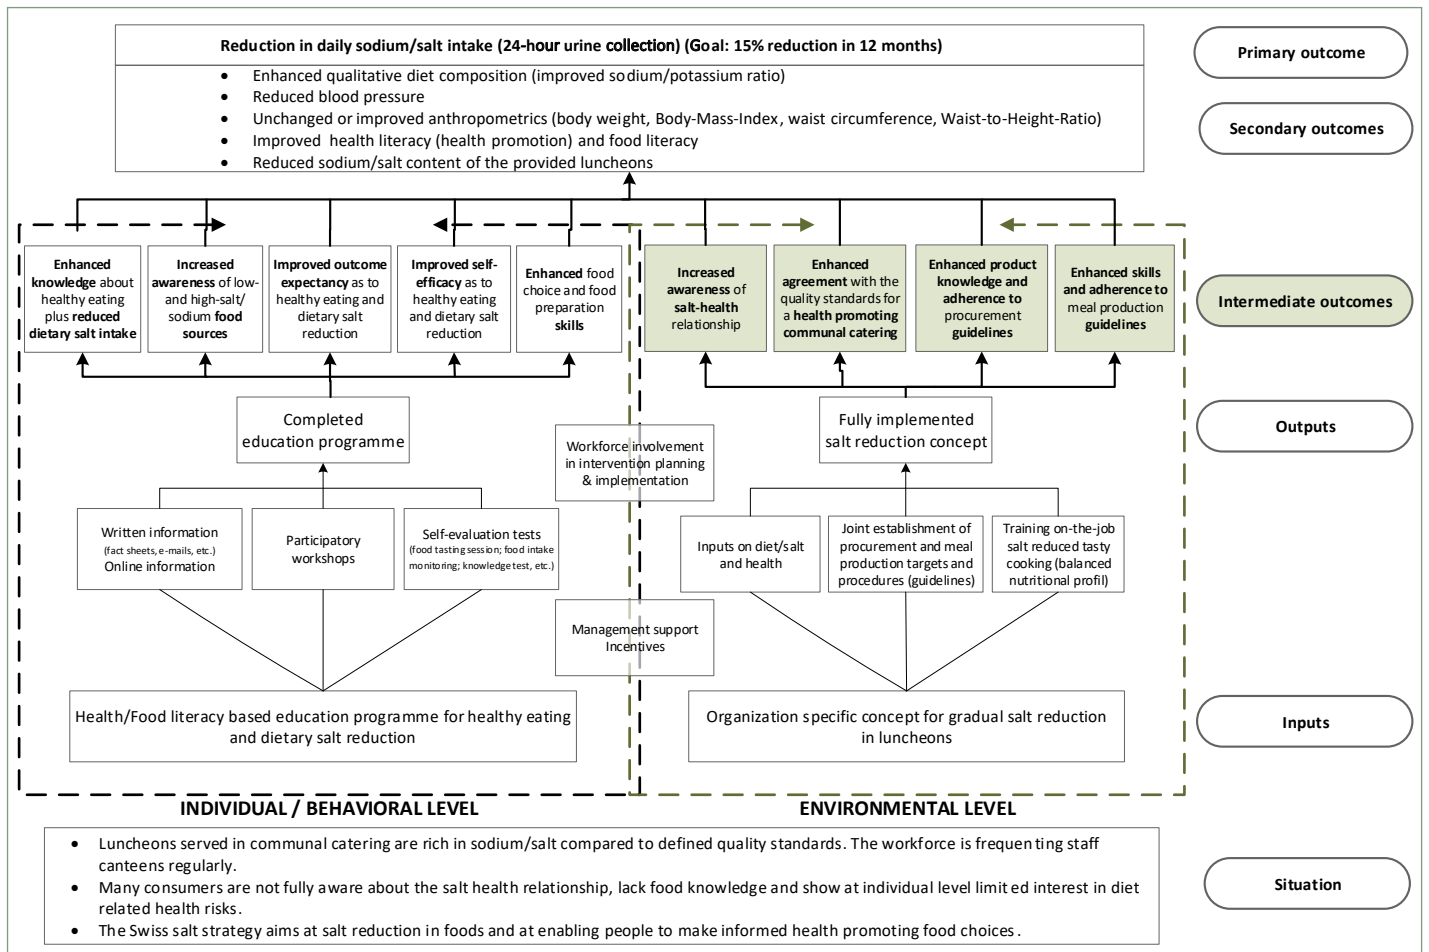 Reduction in daily sodium/salt intake (24-hour urine collection) (Goal: 15% reduction in 12 months)
Primary outcome
• Enhanced qualitative diet composition (improved sodium/potassium ratio)
• Reduced blood pressure
• Unchanged or improved anthropometrics (body weight, Body-Mass-Index, waist circumference, Waist-to-Height-Ratio)
• Improved health literacy (health promotion) and food literacy
• Reduced sodium/salt content of the provided luncheons
Secondary outcomes
Enhanced
knowledge about
healthy eating
plus reduced
dietary salt intake
Increased
awareness of low-
and high-salt/
sodium food
sources
Improved outcome
expectancy as to
healthy eating and
dietary salt
reduction
Improved self-
efficacy as to
healthy eating
and dietary salt
reduction
Enhanced food
choice and food
preparation
skills
Increased
awareness of
salt-health
relationship
Enhanced
agreement with the
quality standards for
a health promoting
communal catering
Enhanced product
knowledge and
adherence to
procurement
guidelines
Enhanced skills
and adherence to
meal production
guidelines
Intermediate outcomes
Completed
education programme
Workforce involvement
in intervention planning
& implementation
Fully implemented
salt reduction concept
Outputs
Written information
(fact sheets, e-mails, etc.)
Online information
Participatory
workshops
Self-evaluation tests
(food tasting session; food intake
monitoring; knowledge test, etc.)
Inputs on diet/salt
and health
Joint establishment of
procurement and meal
production targets and
procedures (guidelines)
Training on-the-job
salt reduced tasty
cooking (balanced
nutritional profil)
Management support
Incentives
Health/Food literacy based education programme for healthy eating
and dietary salt reduction
Organization specific concept for gradual salt reduction
in luncheons
Inputs
INDIVIDUAL / BEHAVIORAL LEVEL
ENVIRONMENTAL LEVEL
• Luncheons served in communal catering are rich in sodium/salt compared to defined quality standards. The workforce is frequenting staff
canteens regularly.
• Many consumers are not fully aware about the salt health relationship, lack food knowledge and show at individual level limited interest in diet
related health risks.
• The Swiss salt strategy aims at salt reduction in foods and at enabling people to make informed health promoting food choices.
Situation